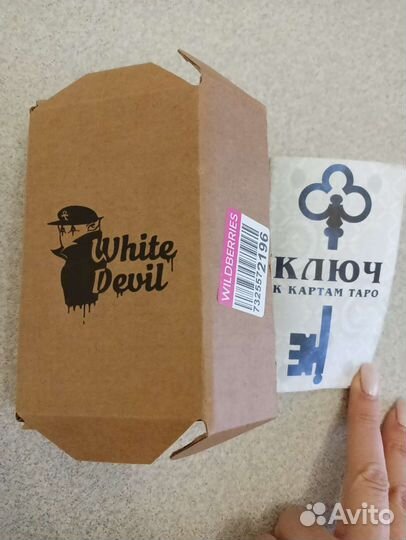 White
Devil
WILDBERRIES
7325572196
КЛЮЧ
К КАРТАМ ТАРО
Avito